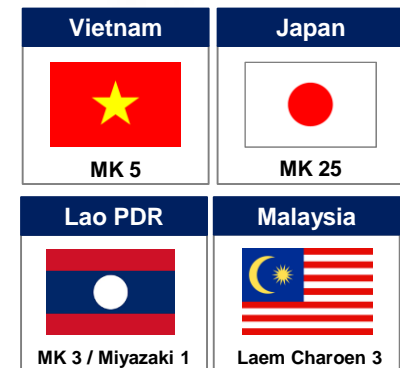 Vietnam
Japan
MK 5
MK 25
Lao PDR
Malaysia
MK 3 / Miyazaki 1
Laem Charoen 3